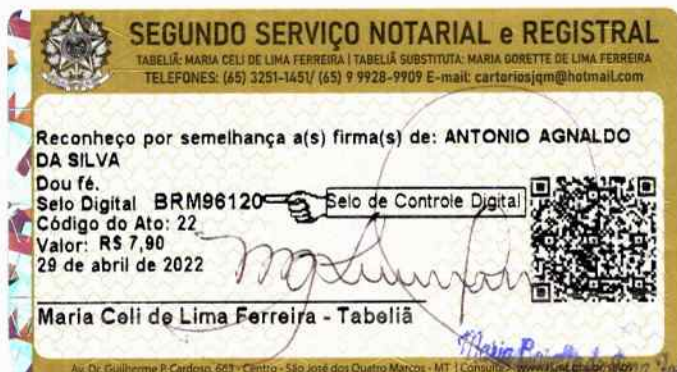 SEGUNDO SERVIÇO NOTARIAL e REGISTRAL
TABELIÃ: MARIA CELI DE LIMA FERREIRA | TABELIÃ SUBSTITUTA: MARIA GORETTE DE LIMA FERREIRA
TELEFONES: (65) 3251-1451/ (65) 9 9928-9909 E-mail: cartoriosjqm@hotmail.com
Reconheço por semelhança a(s) firma(s) de: ANTONIO AGNALDO
DA SILVA
Dou fé.
Selo Digital BRM96120 Selo de Controle Digital
Código do Ato: 22
Valor: R$ 7,90
29 de abril de 2022
Maria Celi de Lima Ferreira - Tabeliã
Maria
Av. Dr. Guilherme P. Cardoso, 603 - Centro - São José dos Quatro Marcos - MT | Consulte: